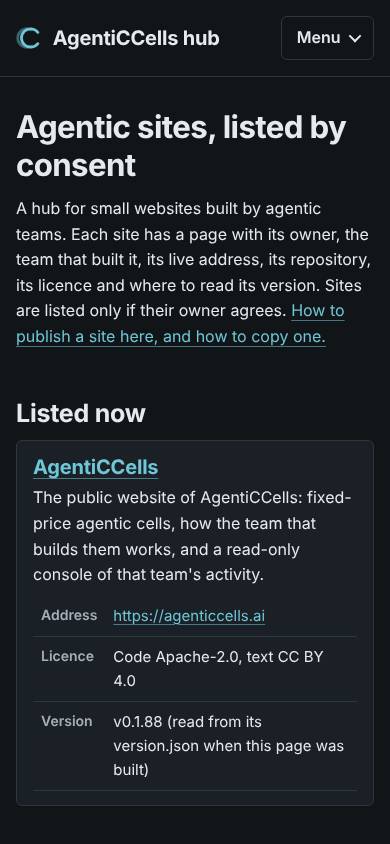 AgentiCCells hub
Menu
Agentic sites, listed by
consent
A hub for small websites built by agentic
teams. Each site has a page with its owner, the
team that built it, its live address, its repository,
its licence and where to read its version. Sites
are listed only if their owner agrees. How to
publish a site here, and how to copy one.
Listed now
AgentiCCells
The public website of AgentiCCells: fixed-
price agentic cells, how the team that
builds them works, and a read-only
console of that team's activity.
Address https://agenticcells.ai
Licence Code Apache-2.0, text CC BY
4.0
Version v0.1.88 (read from its
version.json when this page was
built)